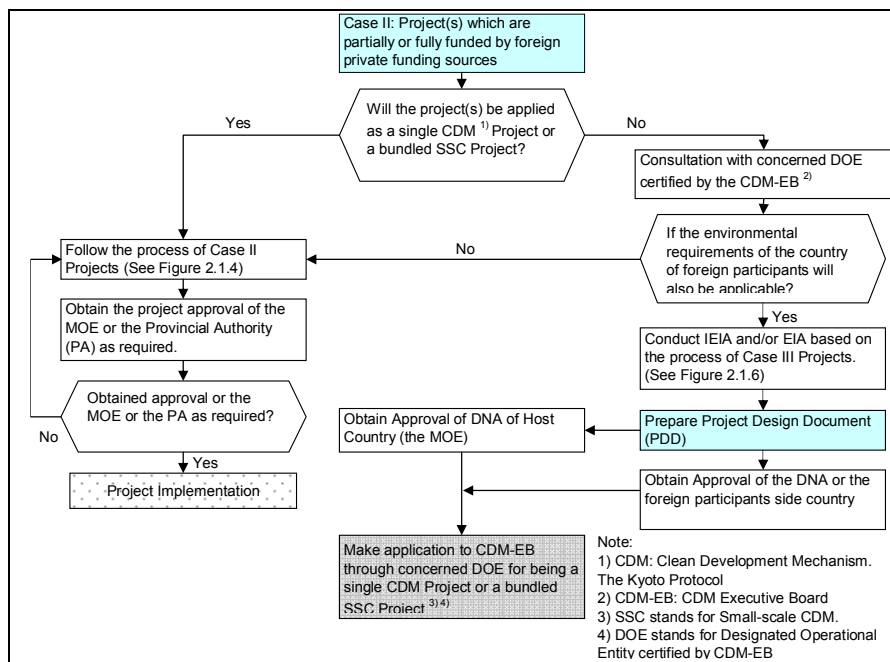 Case II: Project(s) which are
partially or fully funded by foreign
private funding sources
Will the project(s) be applied
as a single CDM 1) Project or
a bundled SSC Project?
Yes
No
Consultation with concerned DOE
certified by the CDM-EB 2)
If the environmental
requirements of the country
of foreign participants will
also be applicable?
No
Yes
Follow the process of Case II
Projects (See Figure 2.1.4)
Obtain the project approval of the
MOE or the Provincial Authority
(PA) as required.
Obtained approval or the
MOE or the PA as required?
No
Yes
Project Implementation
Conduct IEIA and/or EIA based on
the process of Case III Projects.
(See Figure 2.1.6)
Prepare Project Design Document
(PDD)
Obtain Approval of DNA of Host
Country (the MOE)
Obtain Approval of the DNA or the
foreign participants side country
Make application to CDM-EB
through concerned DOE for being a
single CDM Project or a bundled
SSC Project 3) 4)
Note:
1) CDM: Clean Development Mechanism.
The Kyoto Protocol
2) CDM-EB: CDM Executive Board
3) SSC stands for Small-scale CDM.
4) DOE stands for Designated Operational
Entity certified by CDM-EB